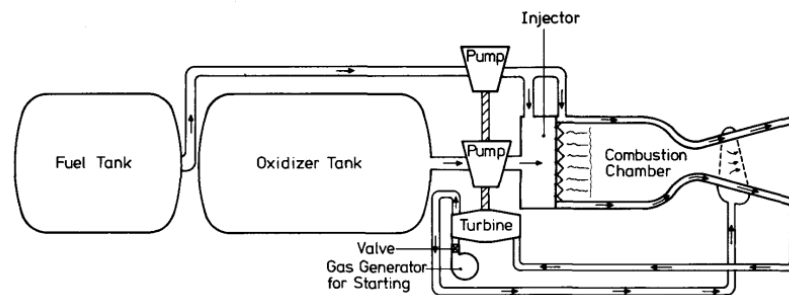 Injector
Pump
Fuel Tank
Oxidizer Tank
Pump
Combustion
Chamber
Turbine
Valve
Gas Generator
for Starting